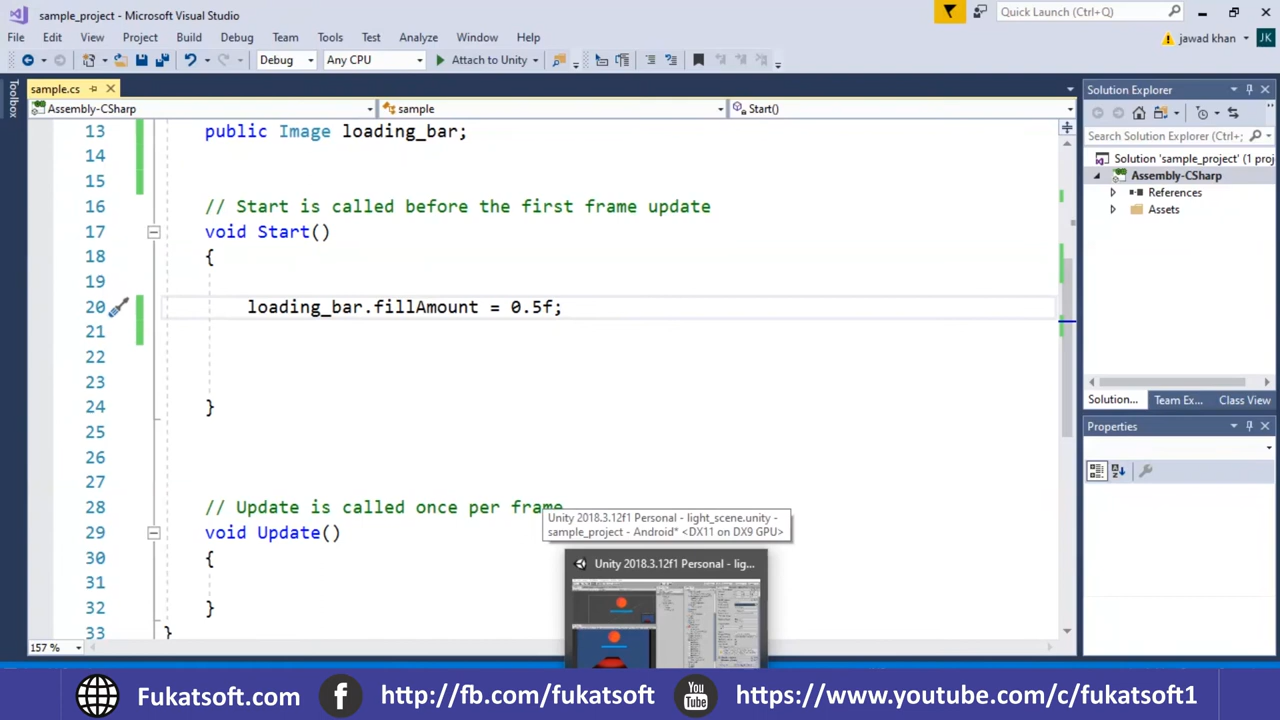 sample_project - Microsoft Visual Studio
Quick Launch (Ctrl+Q)
File Edit View Project Build Debug Team Tools Test Analyze Window Help
jawad khan JK
Debug Any CPU Attach to Unity
Toolbox
sample.cs
Assembly-CSharp sample Start()
13 public Image loading_bar;
14
15
16 // Start is called before the first frame update
17 void Start()
18 {
19
20 loading_bar.fillAmount = 0.5f;
21
22
23
24 }
25
26
27
28 // Update is called once per frame
29 void Update()
30 {
31
32 }
33 }
157 %
Unity 2018.3.12f1 Personal - light_scene.unity -
sample_project - Android* <DX11 on DX9 GPU>
Unity 2018.3.12f1 Personal - lig...
Solution Explorer
Search Solution Explorer (Ctrl+;
Solution 'sample_project' (1 proj
Assembly-CSharp
References
Assets
Solution... Team Ex... Class View
Properties
Fukatsoft.com
f
http://fb.com/fukatsoft
You
Tube
https://www.youtube.com/c/fukatsoft1